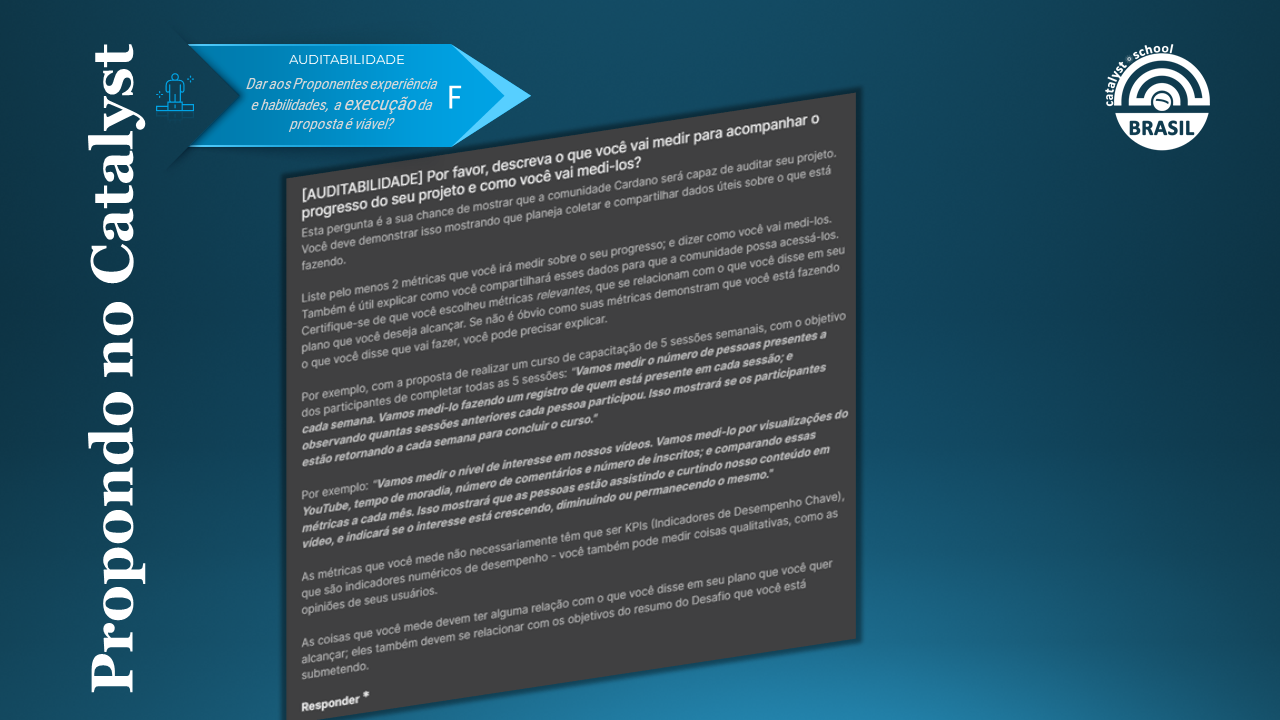 Propondo no Catalyst
AUDITABILIDADE
Dar aos Proponentes experiência
e habilidades, a execução da
proposta é viável?
F
catalyst school
BRASIL
[AUDITABILIDADE] Por favor, descreva o que você vai medir para acompanhar o
progresso do seu projeto e como você vai medi-los?
Esta pergunta é a sua chance de mostrar que a comunidade Cardano será capaz de auditar seu projeto.
Você deve demonstrar isso mostrando que planeja coletar e compartilhar dados úteis sobre o que está
fazendo.
Liste pelo menos 2 métricas que você irá medir sobre o seu progresso; e dizer como você vai medi-los.
Também é útil explicar como você compartilhará esses dados para que a comunidade possa acessá-los.
Certifique-se de que você escolheu métricas relevantes, que se relacionam com o que você disse em seu
plano que você deseja alcançar. Se não é óbvio como suas métricas demonstram que você está fazendo
o que você disse que vai fazer, você pode precisar explicar.
Por exemplo, com a proposta de realizar um curso de capacitação de 5 sessões semanais, com o objetivo
dos participantes de completar todas as 5 sessões: "Vamos medir o número de pessoas presentes a
cada semana. Vamos medi-lo fazendo um registro de quem está presente em cada sessão; e
observando quantas sessões anteriores cada pessoa participou. Isso mostrará se os participantes
estão retornando a cada semana para concluir o curso."
Por exemplo: "Vamos medir o nível de interesse em nossos vídeos. Vamos medi-lo por visualizações do
YouTube, tempo de moradia, número de comentários e número de inscritos; e comparando essas
métricas a cada mês. Isso mostrará que as pessoas estão assistindo e curtindo nosso conteúdo em
vídeo, e indicará se o interesse está crescendo, diminuindo ou permanecendo o mesmo."
As métricas que você mede não necessariamente têm que ser KPIs (Indicadores de Desempenho Chave),
que são indicadores numéricos de desempenho - você também pode medir coisas qualitativas, como as
opiniões de seus usuários.
As coisas que você mede devem ter alguma relação com o que você disse em seu plano que você quer
alcançar; eles também devem se relacionar com os objetivos do resumo do Desafio que você está
submetendo.
Responder *